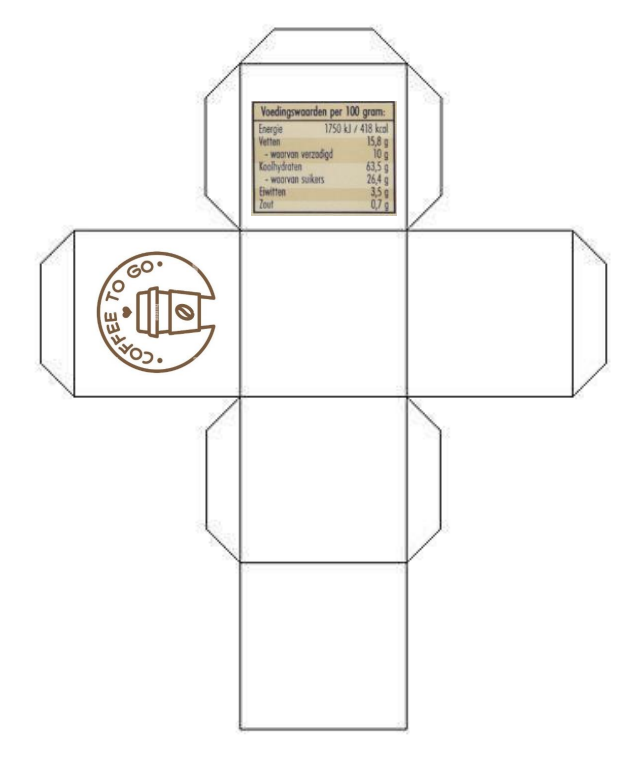 Voedingswaarden per 100 gram:
Energie 1750 kJ / 418 kcal
Vetten 15,8 g
- waarvan verzadigd 10 g
Koolhydraten 63,5 g
- waarvan suikers 26,4 g
Eiwitten 3,5 g
Zout 0,7 g
• COFFEE TO GO •